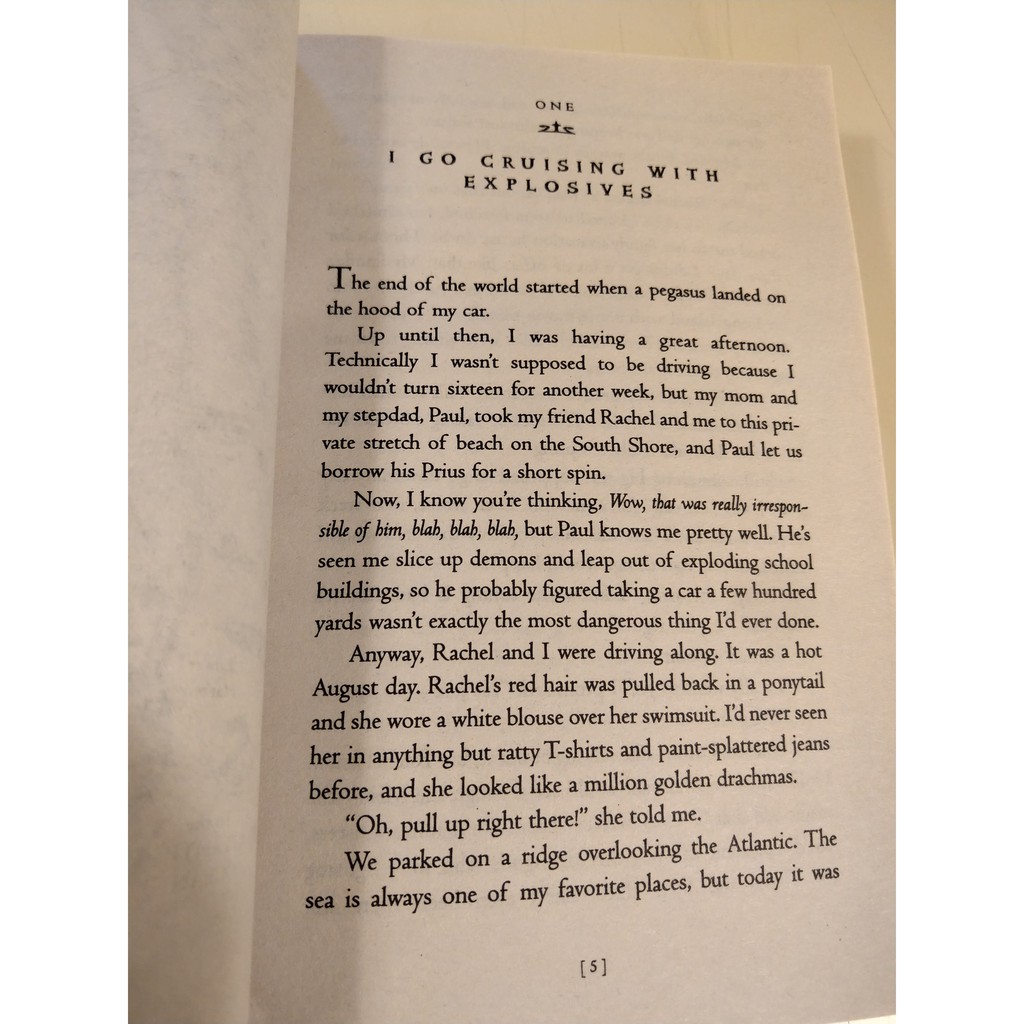 ONE
I GO CRUISING WITH
EXPLOSIVES
The end of the world started when a pegasus landed on
the hood of my car.
Up until then, I was having a great afternoon.
Technically I wasn't supposed to be driving because I
wouldn't turn sixteen for another week, but my mom and
my stepdad, Paul, took my friend Rachel and me to this pri-
vate stretch of beach on the South Shore, and Paul let us
borrow his Prius for a short spin.
Now, I know you're thinking, Wow, that was really irrespon-
sible of him, blah, blah, blah, but Paul knows me pretty well. He's
seen me slice up demons and leap out of exploding school
buildings, so he probably figured taking a car a few hundred
yards wasn't exactly the most dangerous thing I'd ever done.
Anyway, Rachel and I were driving along. It was a hot
August day. Rachel's red hair was pulled back in a ponytail
and she wore a white blouse over her swimsuit. I'd never seen
her in anything but ratty T-shirts and paint-splattered jeans
before, and she looked like a million golden drachmas.
"Oh, pull up right there!" she told me.
We parked on a ridge overlooking the Atlantic. The
sea is always one of my favorite places, but today it was
[5]